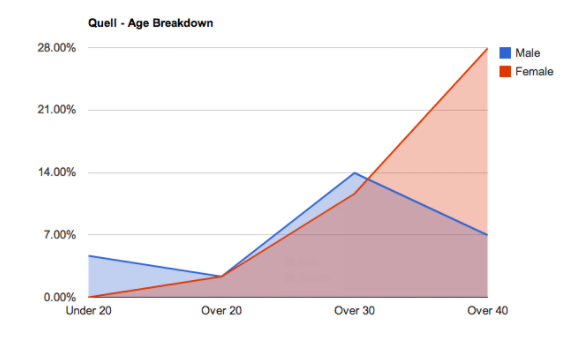 Quell - Age Breakdown
28.00%
Male
Female
21.00%
14.00%
7.00%
0.00%
Under 20
Over 20
Over 30
Over 40